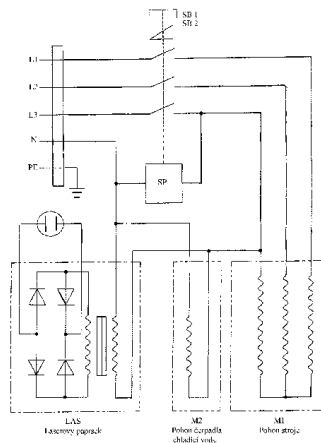 SB 1
SB 2
L1
L2
L3
N
PE
SP
LAS
Laserový paprsek
M2
Pohon čerpadla
chladicí vody
M1
Pohon stroje